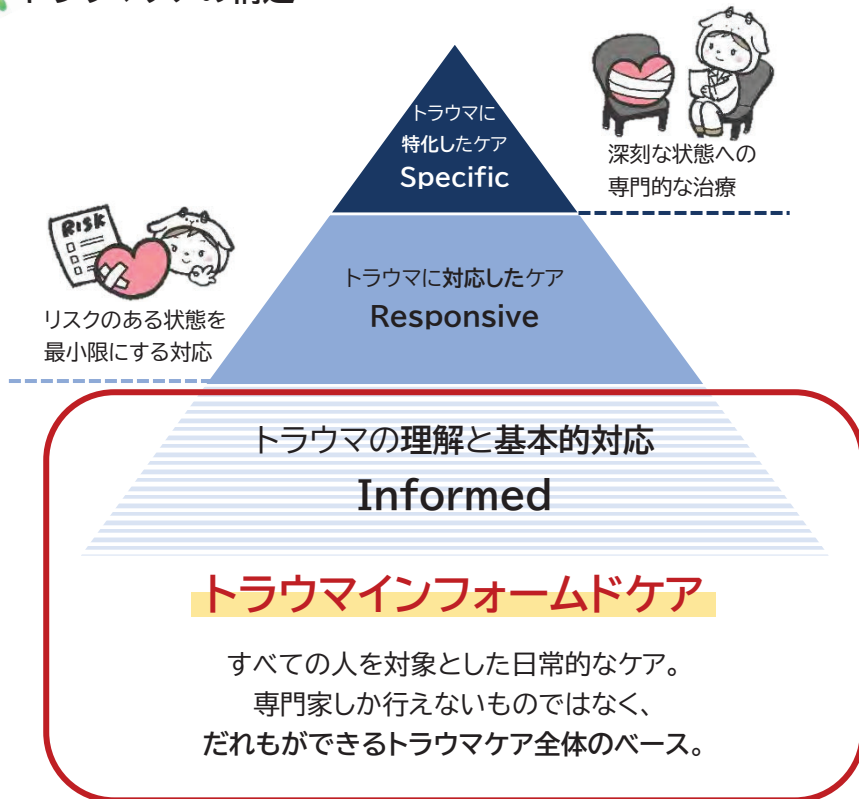 トラウマに
特化したケア
Specific
深刻な状態への
専門的な治療
RISK
トラウマに対応したケア
Responsive
リスクのある状態を
最小限にする対応
トラウマの理解と基本的対応
Informed
トラウマインフォームドケア
すべての人を対象とした日常的なケア。
専門家しか行えないものではなく、
だれもができるトラウマケア全体のベース。